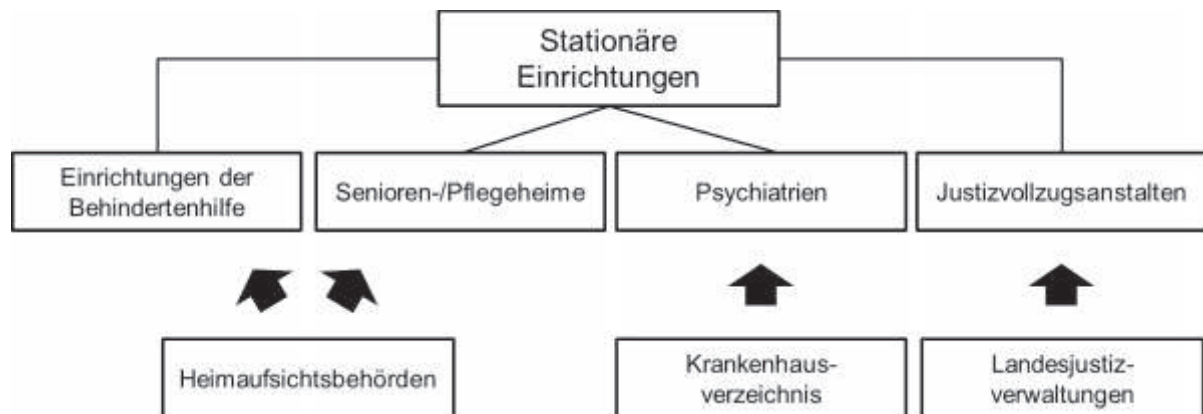 Stationäre
Einrichtungen
Einrichtungen der
Behindertenhilfe
Senioren-/Pflegeheime
Psychiatrien
Justizvollzugsanstalten
Heimaufsichtsbehörden
Krankenhaus-
verzeichnis
Landesjustiz-
verwaltungen